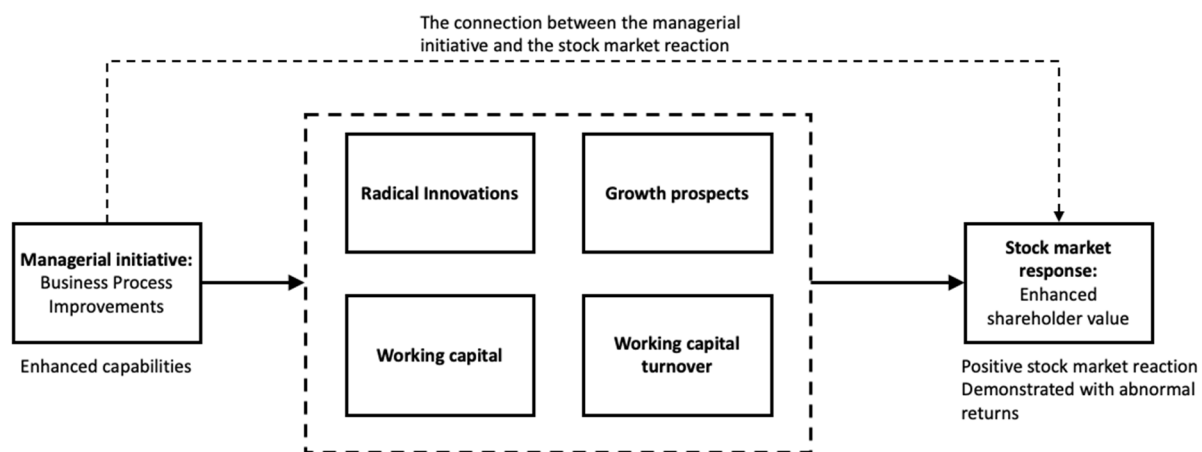 The connection between the managerial
initiative and the stock market reaction
Radical Innovations
Growth prospects
Managerial initiative:
Business Process
Improvements
Enhanced capabilities
Working capital
Working capital
turnover
Stock market
response:
Enhanced
shareholder value
Positive stock market reaction
Demonstrated with abnormal
returns